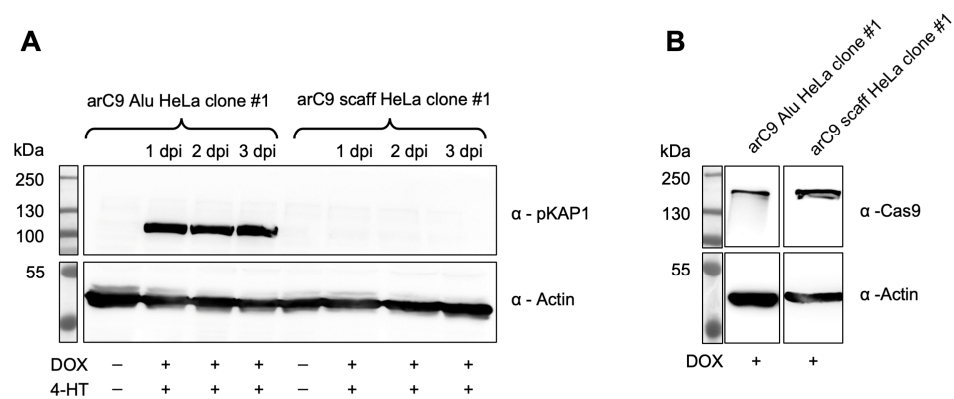 A
arC9 Alu HeLa clone #1
arC9 scaff HeLa clone #1
kDa
1 dpi
2 dpi
3 dpi
1 dpi
2 dpi
3 dpi
250
130
100
α - pKAP1
55
α - Actin
DOX – + + + – + + +
4-HT – + + + – + + +
B
arC9 Alu HeLa clone #1
arC9 scaff HeLa clone #1
kDa
250
130
α -Cas9
55
α -Actin
DOX + +